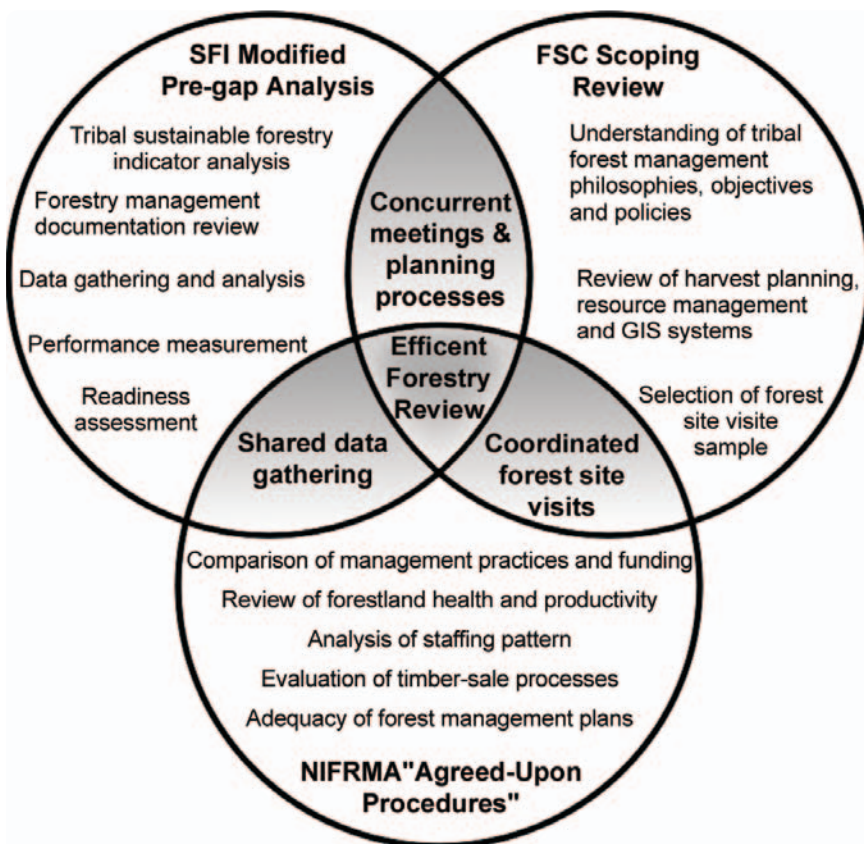 SFI Modified
Pre-gap Analysis
Tribal sustainable forestry
indicator analysis
Forestry management
documentation review
Data gathering and analysis
Performance measurement
Readiness
assessment
FSC Scoping
Review
Understanding of tribal
forest management
philosophies, objectives
and policies
Review of harvest planning,
resource management
and GIS systems
Selection of forest
site visite
sample
Concurrent
meetings &
planning
processes
Efficent
Forestry
Review
Shared data
gathering
Coordinated
forest site
visits
Comparison of management practices and funding
Review of forestland health and productivity
Analysis of staffing pattern
Evaluation of timber-sale processes
Adequacy of forest management plans
NIFRMA"Agreed-Upon
Procedures"